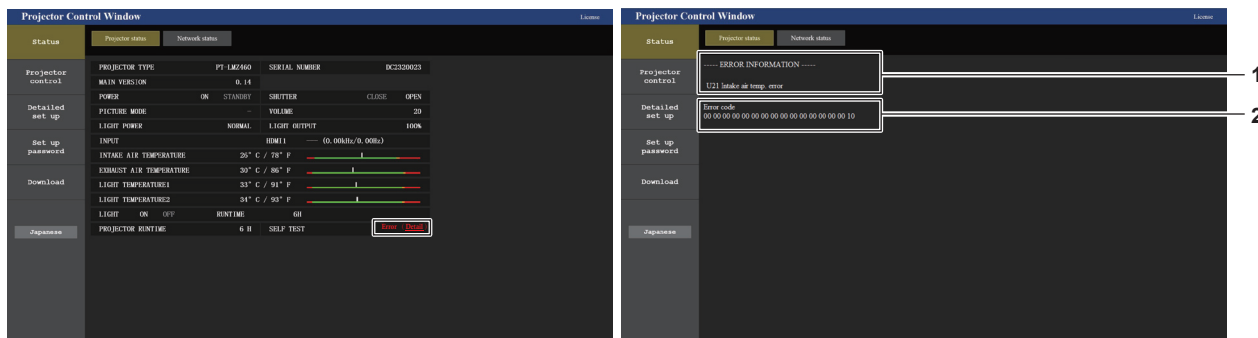 Projector Control Window
License
Status
Projector status
Network status
Projector control
Detailed set up
Set up password
Download
Japanese
PROJECTOR TYPE PT-LMZ460 SERIAL NUMBER DC2320023
MAIN VERSION 0.14
POWER ON STANDBY SHUTTER CLOSE OPEN
PICTURE MODE - VOLUME 20
LIGHT POWER NORMAL LIGHT OUTPUT 100%
INPUT HDMI1 --- (0.00kHz/0.00Hz)
INTAKE AIR TEMPERATURE 26° C / 78° F
EXHAUST AIR TEMPERATURE 30° C / 86° F
LIGHT TEMPERATURE1 33° C / 91° F
LIGHT TEMPERATURE2 34° C / 93° F
LIGHT ON OFF RUNTIME 6H
PROJECTOR RUNTIME 6 H SELF TEST Error : Detail
Projector Control Window
License
Status
Projector status
Network status
Projector control
Detailed set up
Set up password
Download
Japanese
----- ERROR INFORMATION -----
U21 Intake air temp. error
1
Error code
00 00 00 00 00 00 00 00 00 00 00 00 00 00 00 10
2